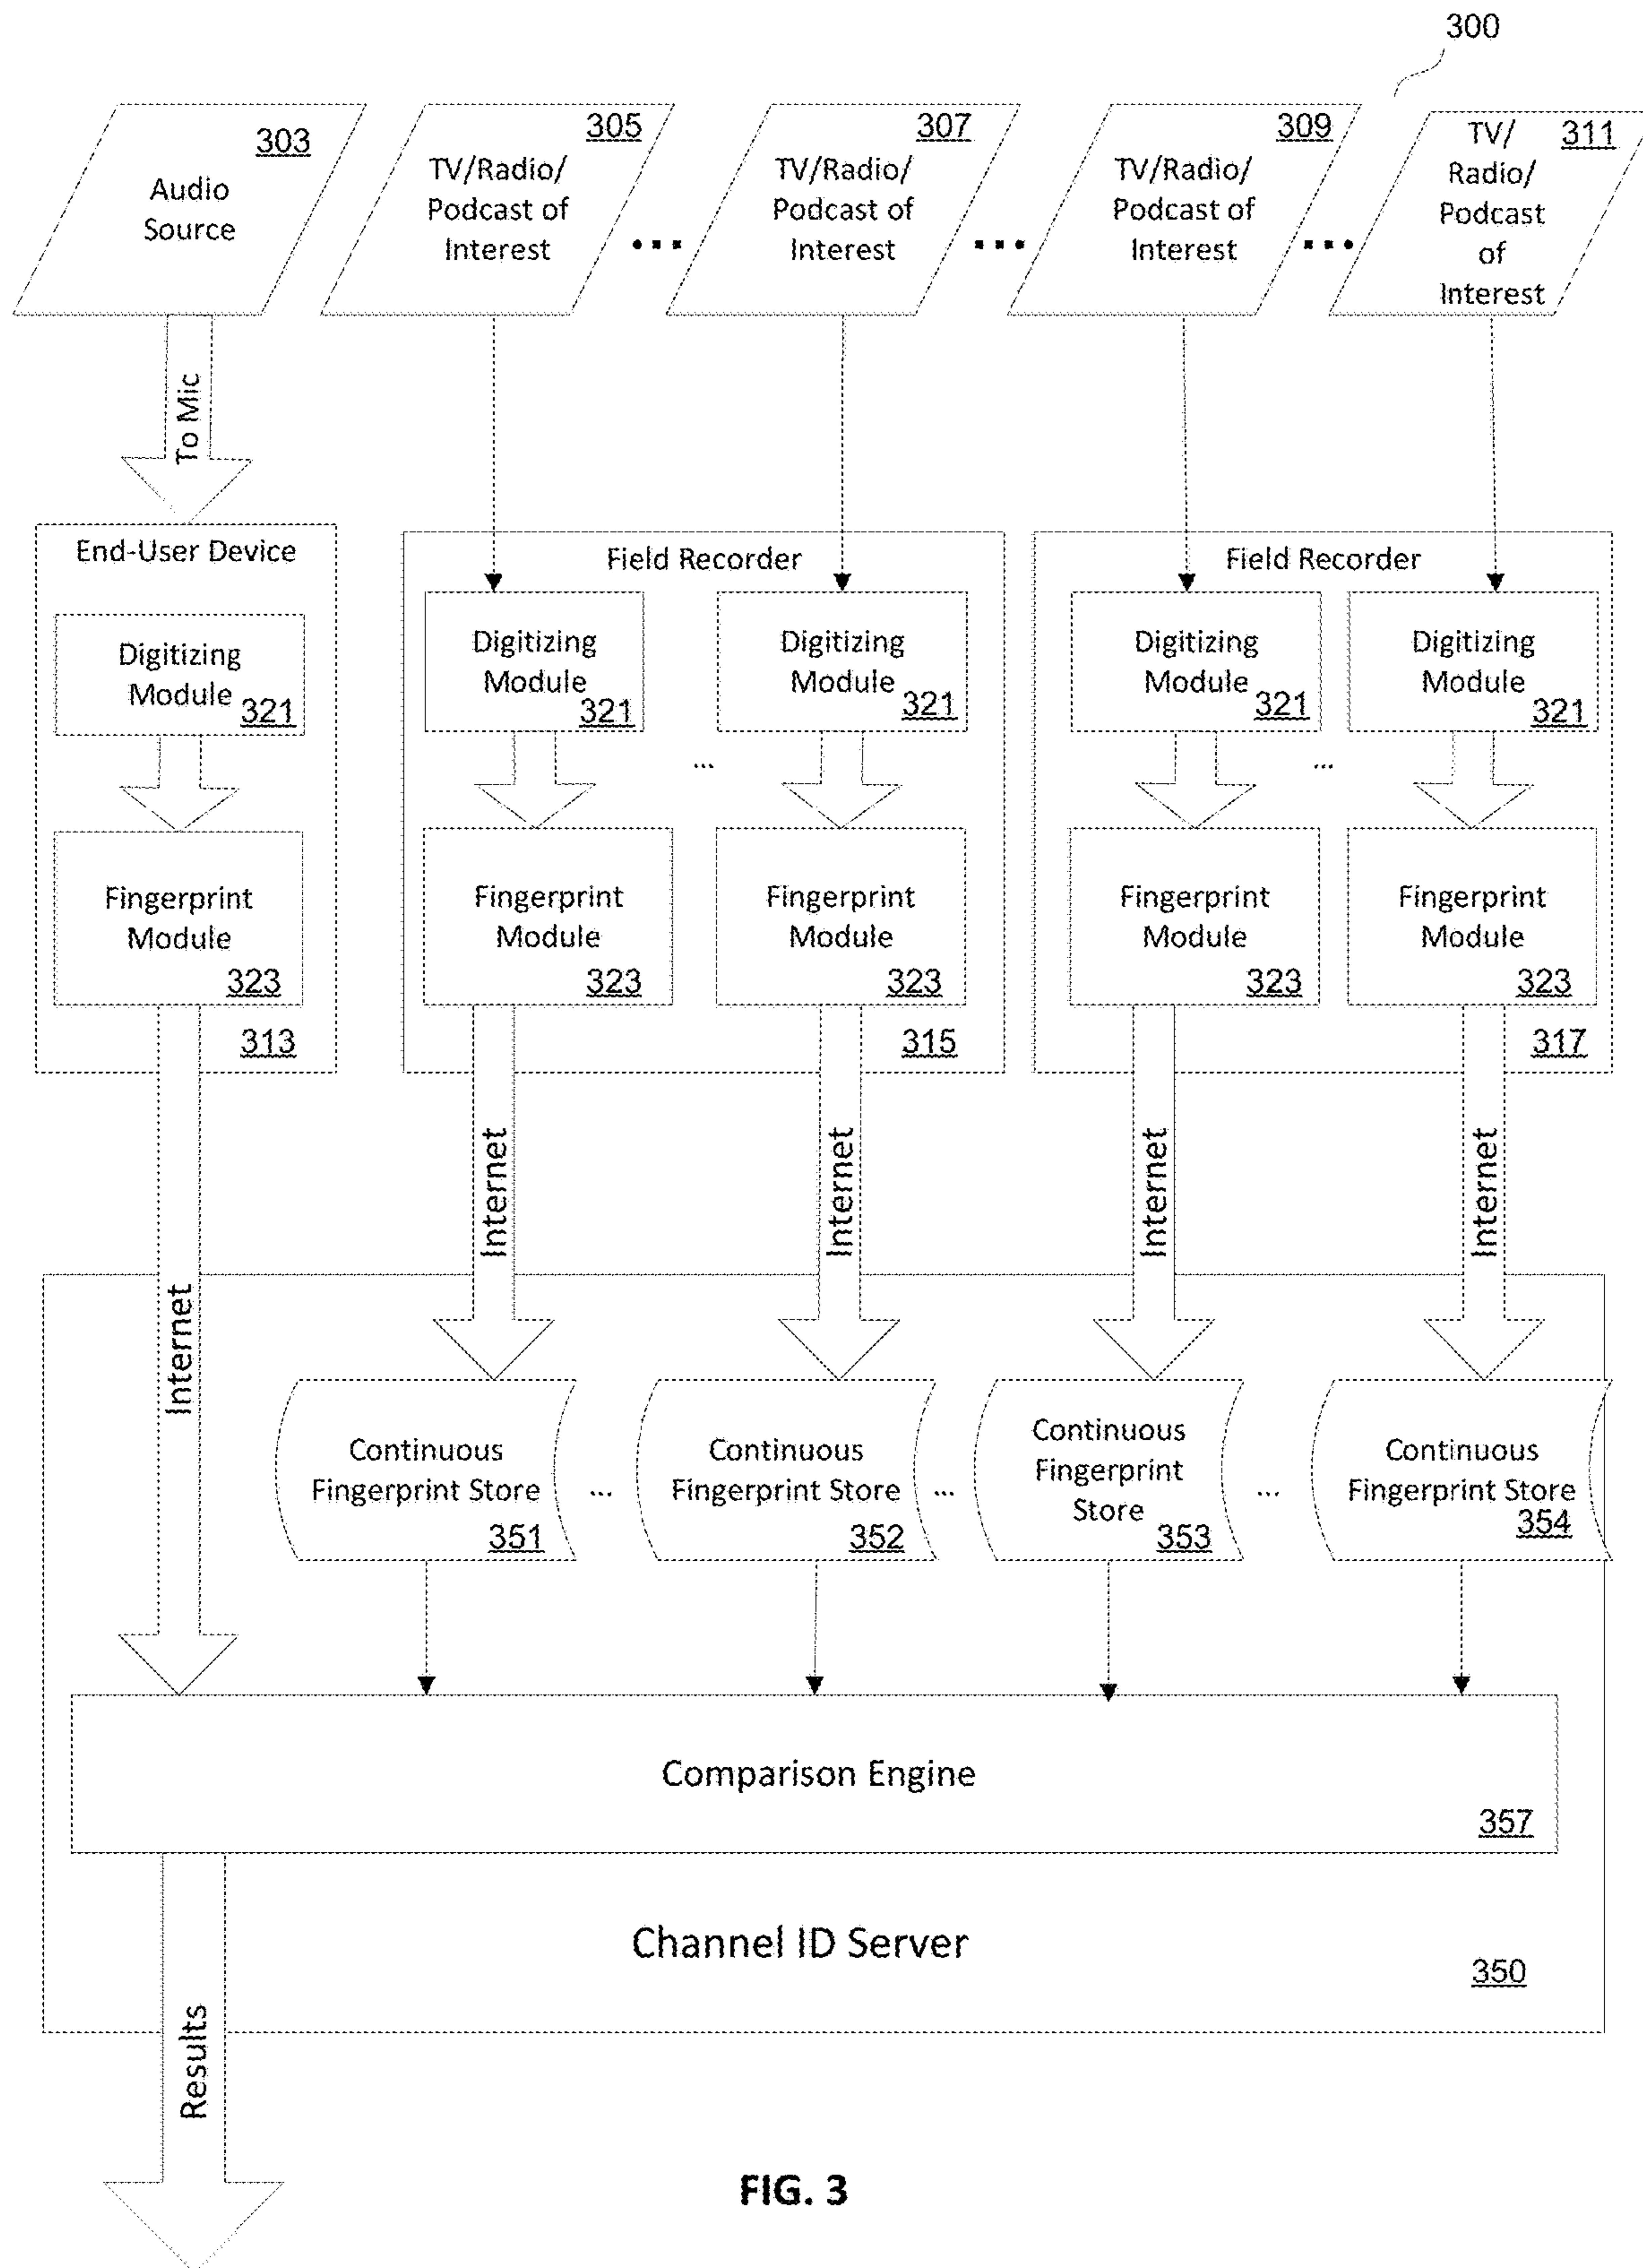 300
303
Audio
Source
305
TV/Radio/
Podcast of
Interest
...
307
TV/Radio/
Podcast of
Interest
...
309
TV/Radio/
Podcast of
Interest
...
311
TV/
Radio/
Podcast
of
Interest
To Mic
End-User Device
Digitizing
Module
321
Fingerprint
Module
323
313
Field Recorder
Digitizing
Module
321
Digitizing
Module
321
...
Fingerprint
Module
323
Fingerprint
Module
323
315
Field Recorder
Digitizing
Module
321
Digitizing
Module
321
...
Fingerprint
Module
323
Fingerprint
Module
323
317
Internet
Internet
Internet
Internet
Internet
Continuous
Fingerprint Store
351
...
Continuous
Fingerprint Store
352
...
Continuous
Fingerprint
Store
353
...
Continuous
Fingerprint Store
354
Comparison Engine
357
Channel ID Server
350
Results
FIG. 3